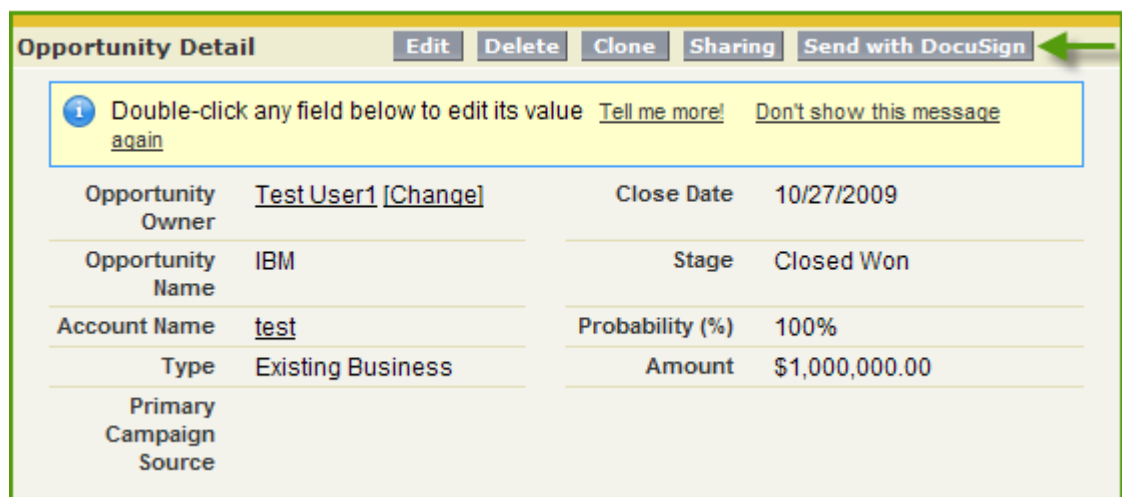 Opportunity Detail Edit Delete Clone Sharing Send with DocuSign
Double-click any field below to edit its value Tell me more! Don't show this message
again
Opportunity Owner Test User1 [Change] Close Date 10/27/2009
Opportunity Name IBM Stage Closed Won
Account Name test Probability (%) 100%
Type Existing Business Amount $1,000,000.00
Primary
Campaign
Source